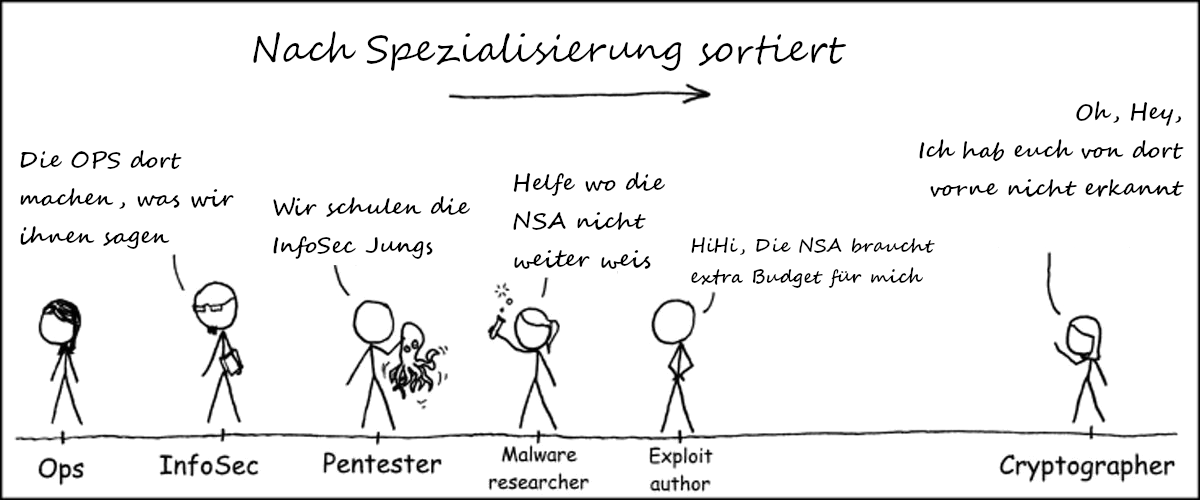 Nach Spezialisierung sortiert
Die OPS dort
machen, was wir
ihnen sagen
Wir schulen die
InfoSec Jungs
Helfe wo die
NSA nicht
weiter weis
HiHi, Die NSA braucht
extra Budget für mich
Oh, Hey,
Ich hab euch von dort
vorne nicht erkannt
Ops
InfoSec
Pentester
Malware
researcher
Exploit
author
Cryptographer